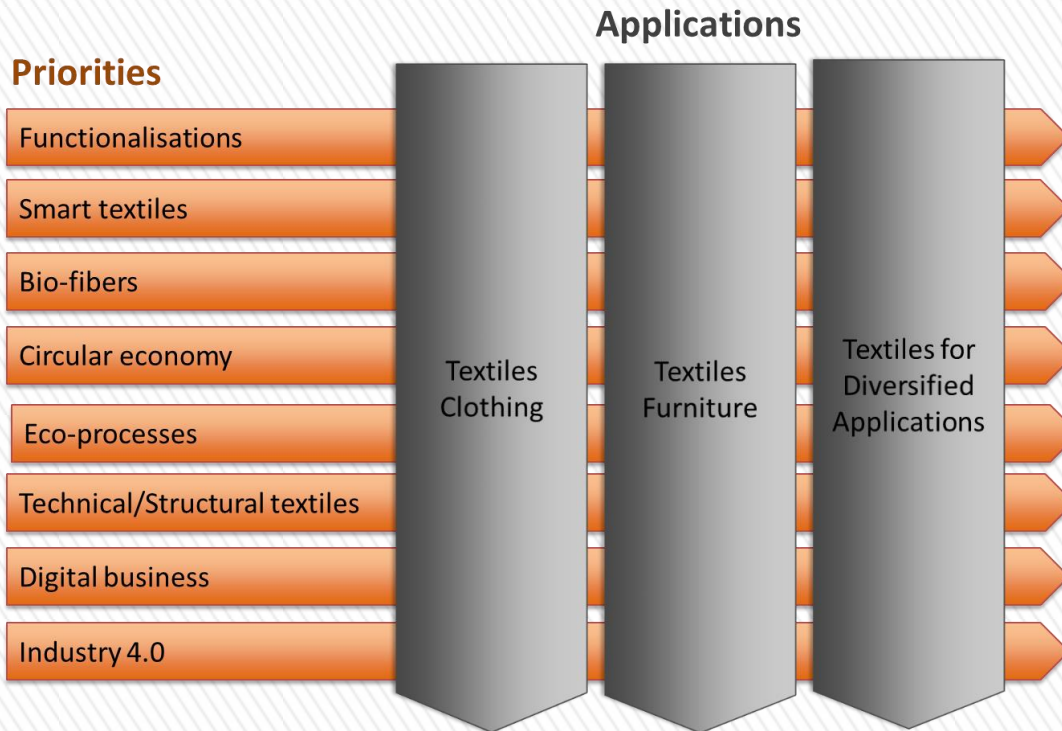 Applications
Priorities
Functionalisations
Smart textiles
Bio-fibers
Circular economy
Eco-processes
Technical/Structural textiles
Digital business
Industry 4.0
Textiles
Clothing
Textiles
Furniture
Textiles for
Diversified
Applications